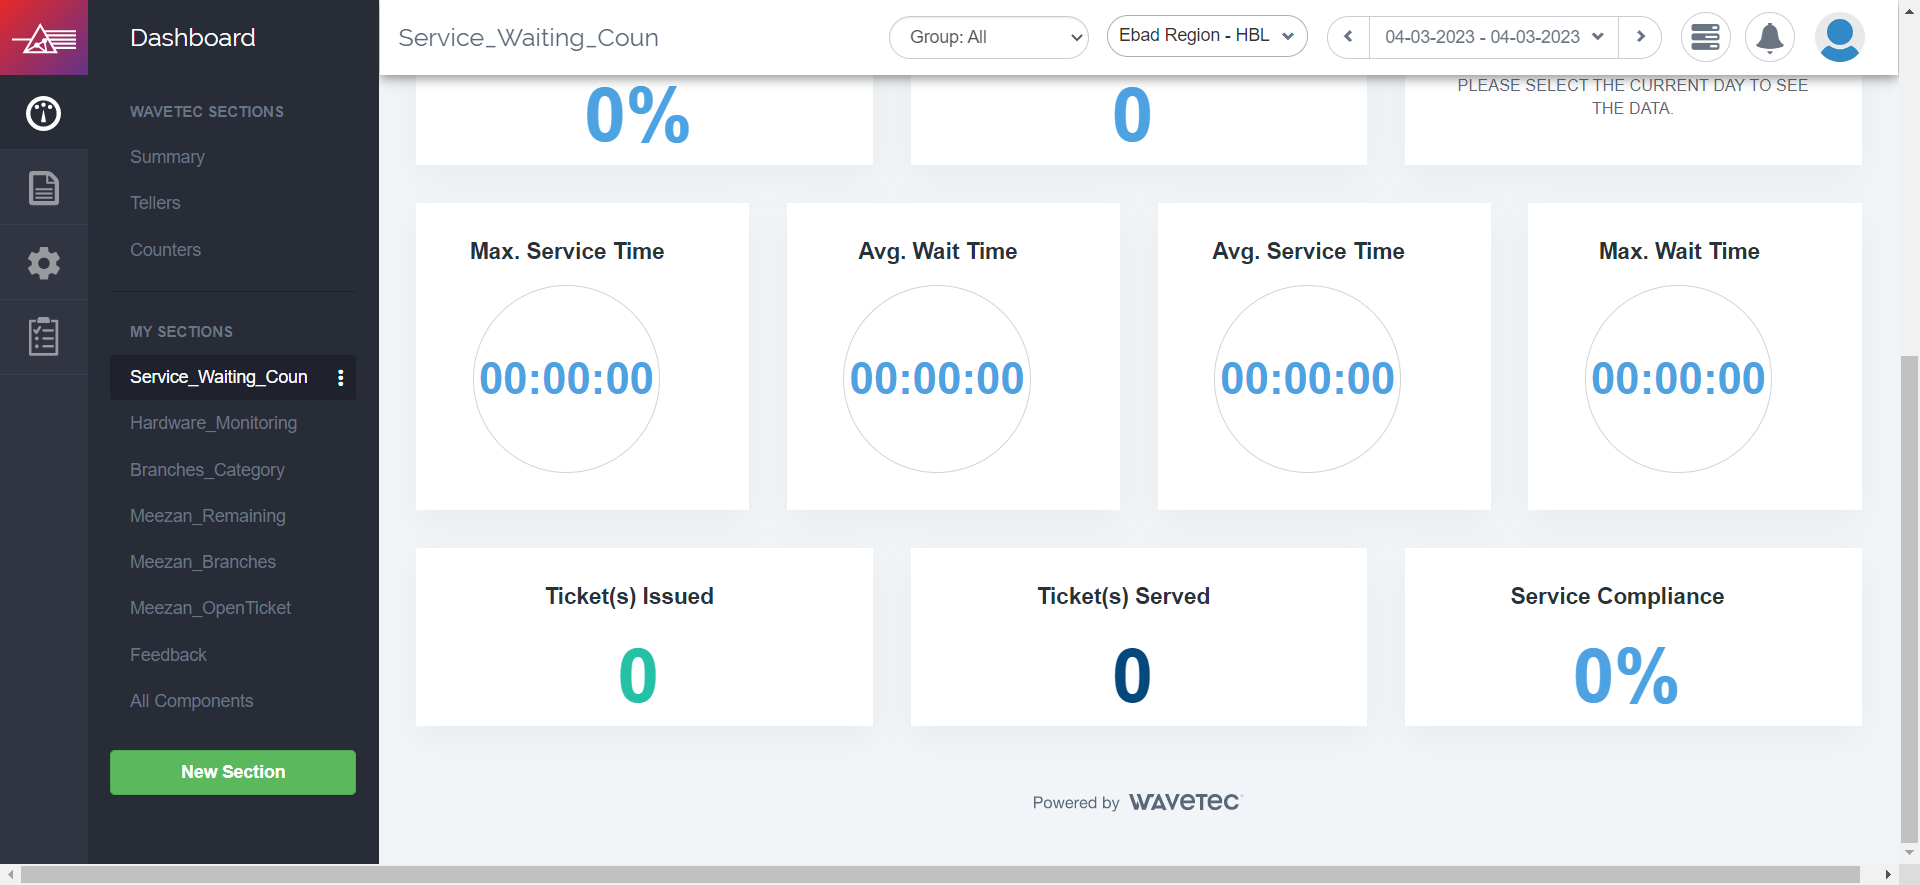 Dashboard
Service_Waiting_Coun
Group: All
Ebad Region - HBL
04-03-2023 - 04-03-2023
WAVETEC SECTIONS
Summary
Tellers
Counters
MY SECTIONS
Service_Waiting_Coun
Hardware_Monitoring
Branches_Category
Meezan_Remaining
Meezan_Branches
Meezan_OpenTicket
Feedback
All Components
New Section
0%
0
PLEASE SELECT THE CURRENT DAY TO SEE
THE DATA.
Max. Service Time
00:00:00
Avg. Wait Time
00:00:00
Avg. Service Time
00:00:00
Max. Wait Time
00:00:00
Ticket(s) Issued
0
Ticket(s) Served
0
Service Compliance
0%
Powered by WAVETEC